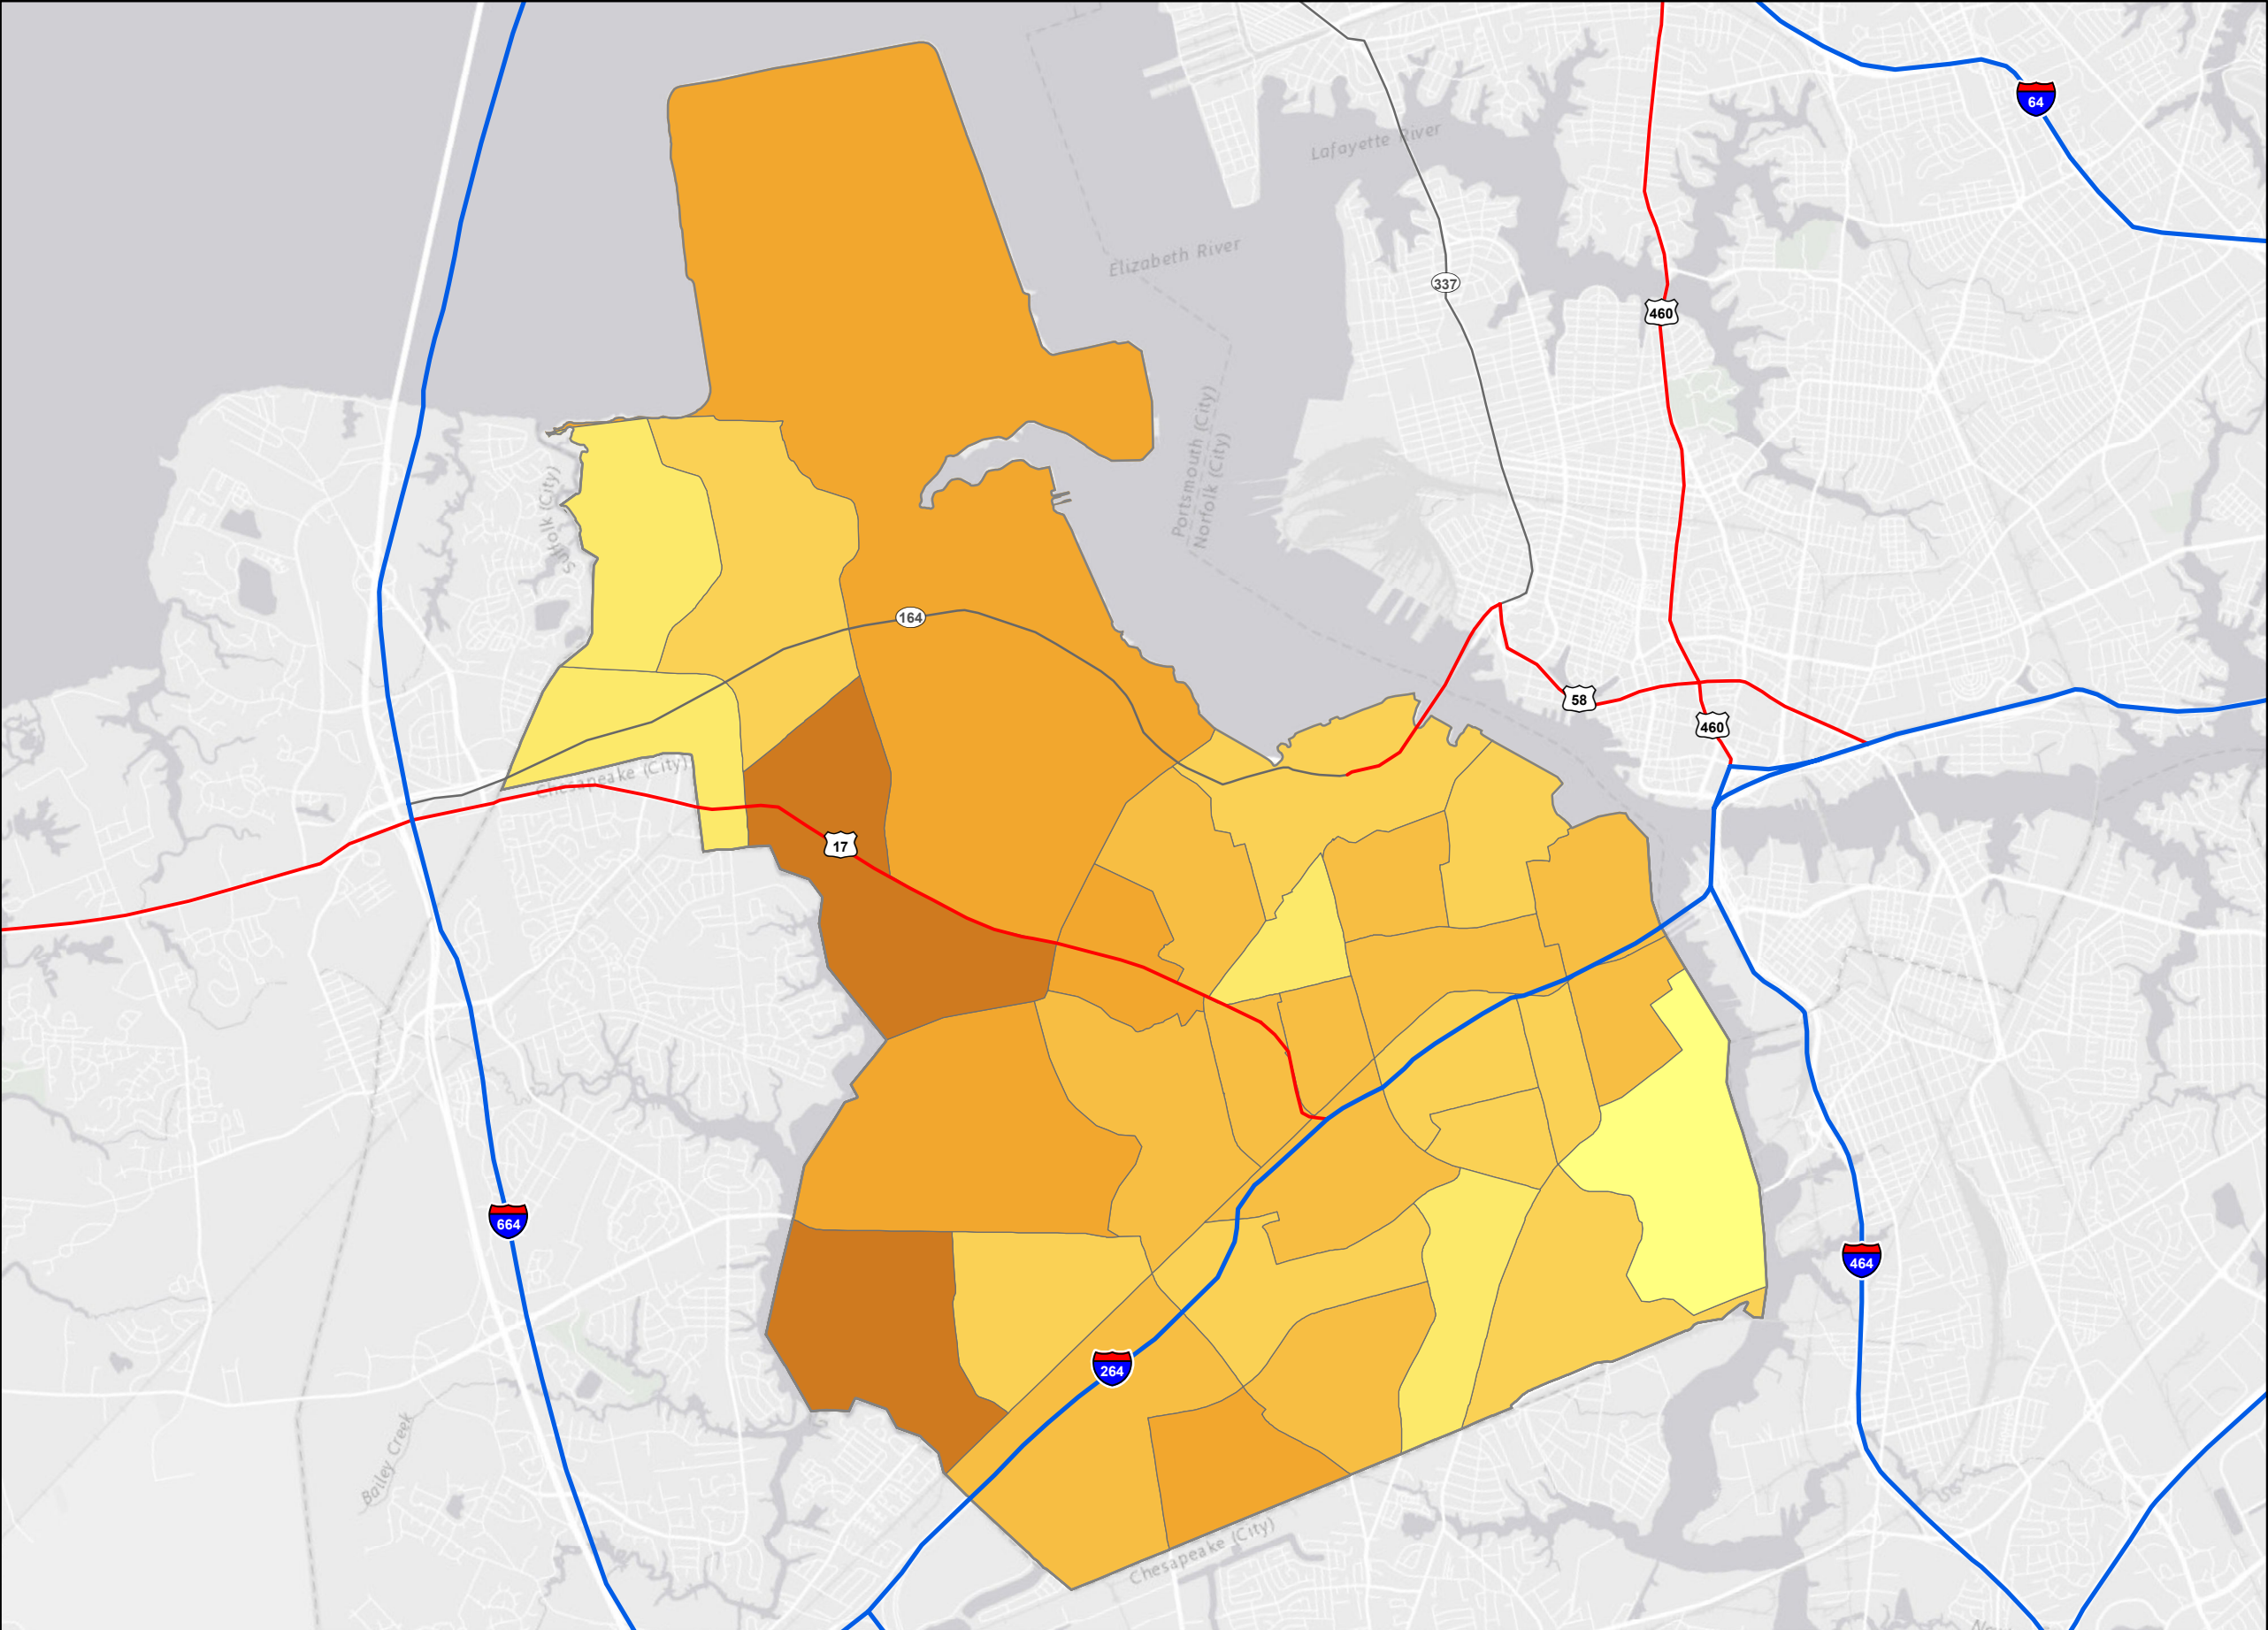 64
Lafayette River
Elizabeth River
337
460
Portsmouth (City)
Norfolk (City)
Suffolk (City)
164
58
460
Chesapeake (City)
17
664
464
264
Bailey Creek
Chesapeake (City)